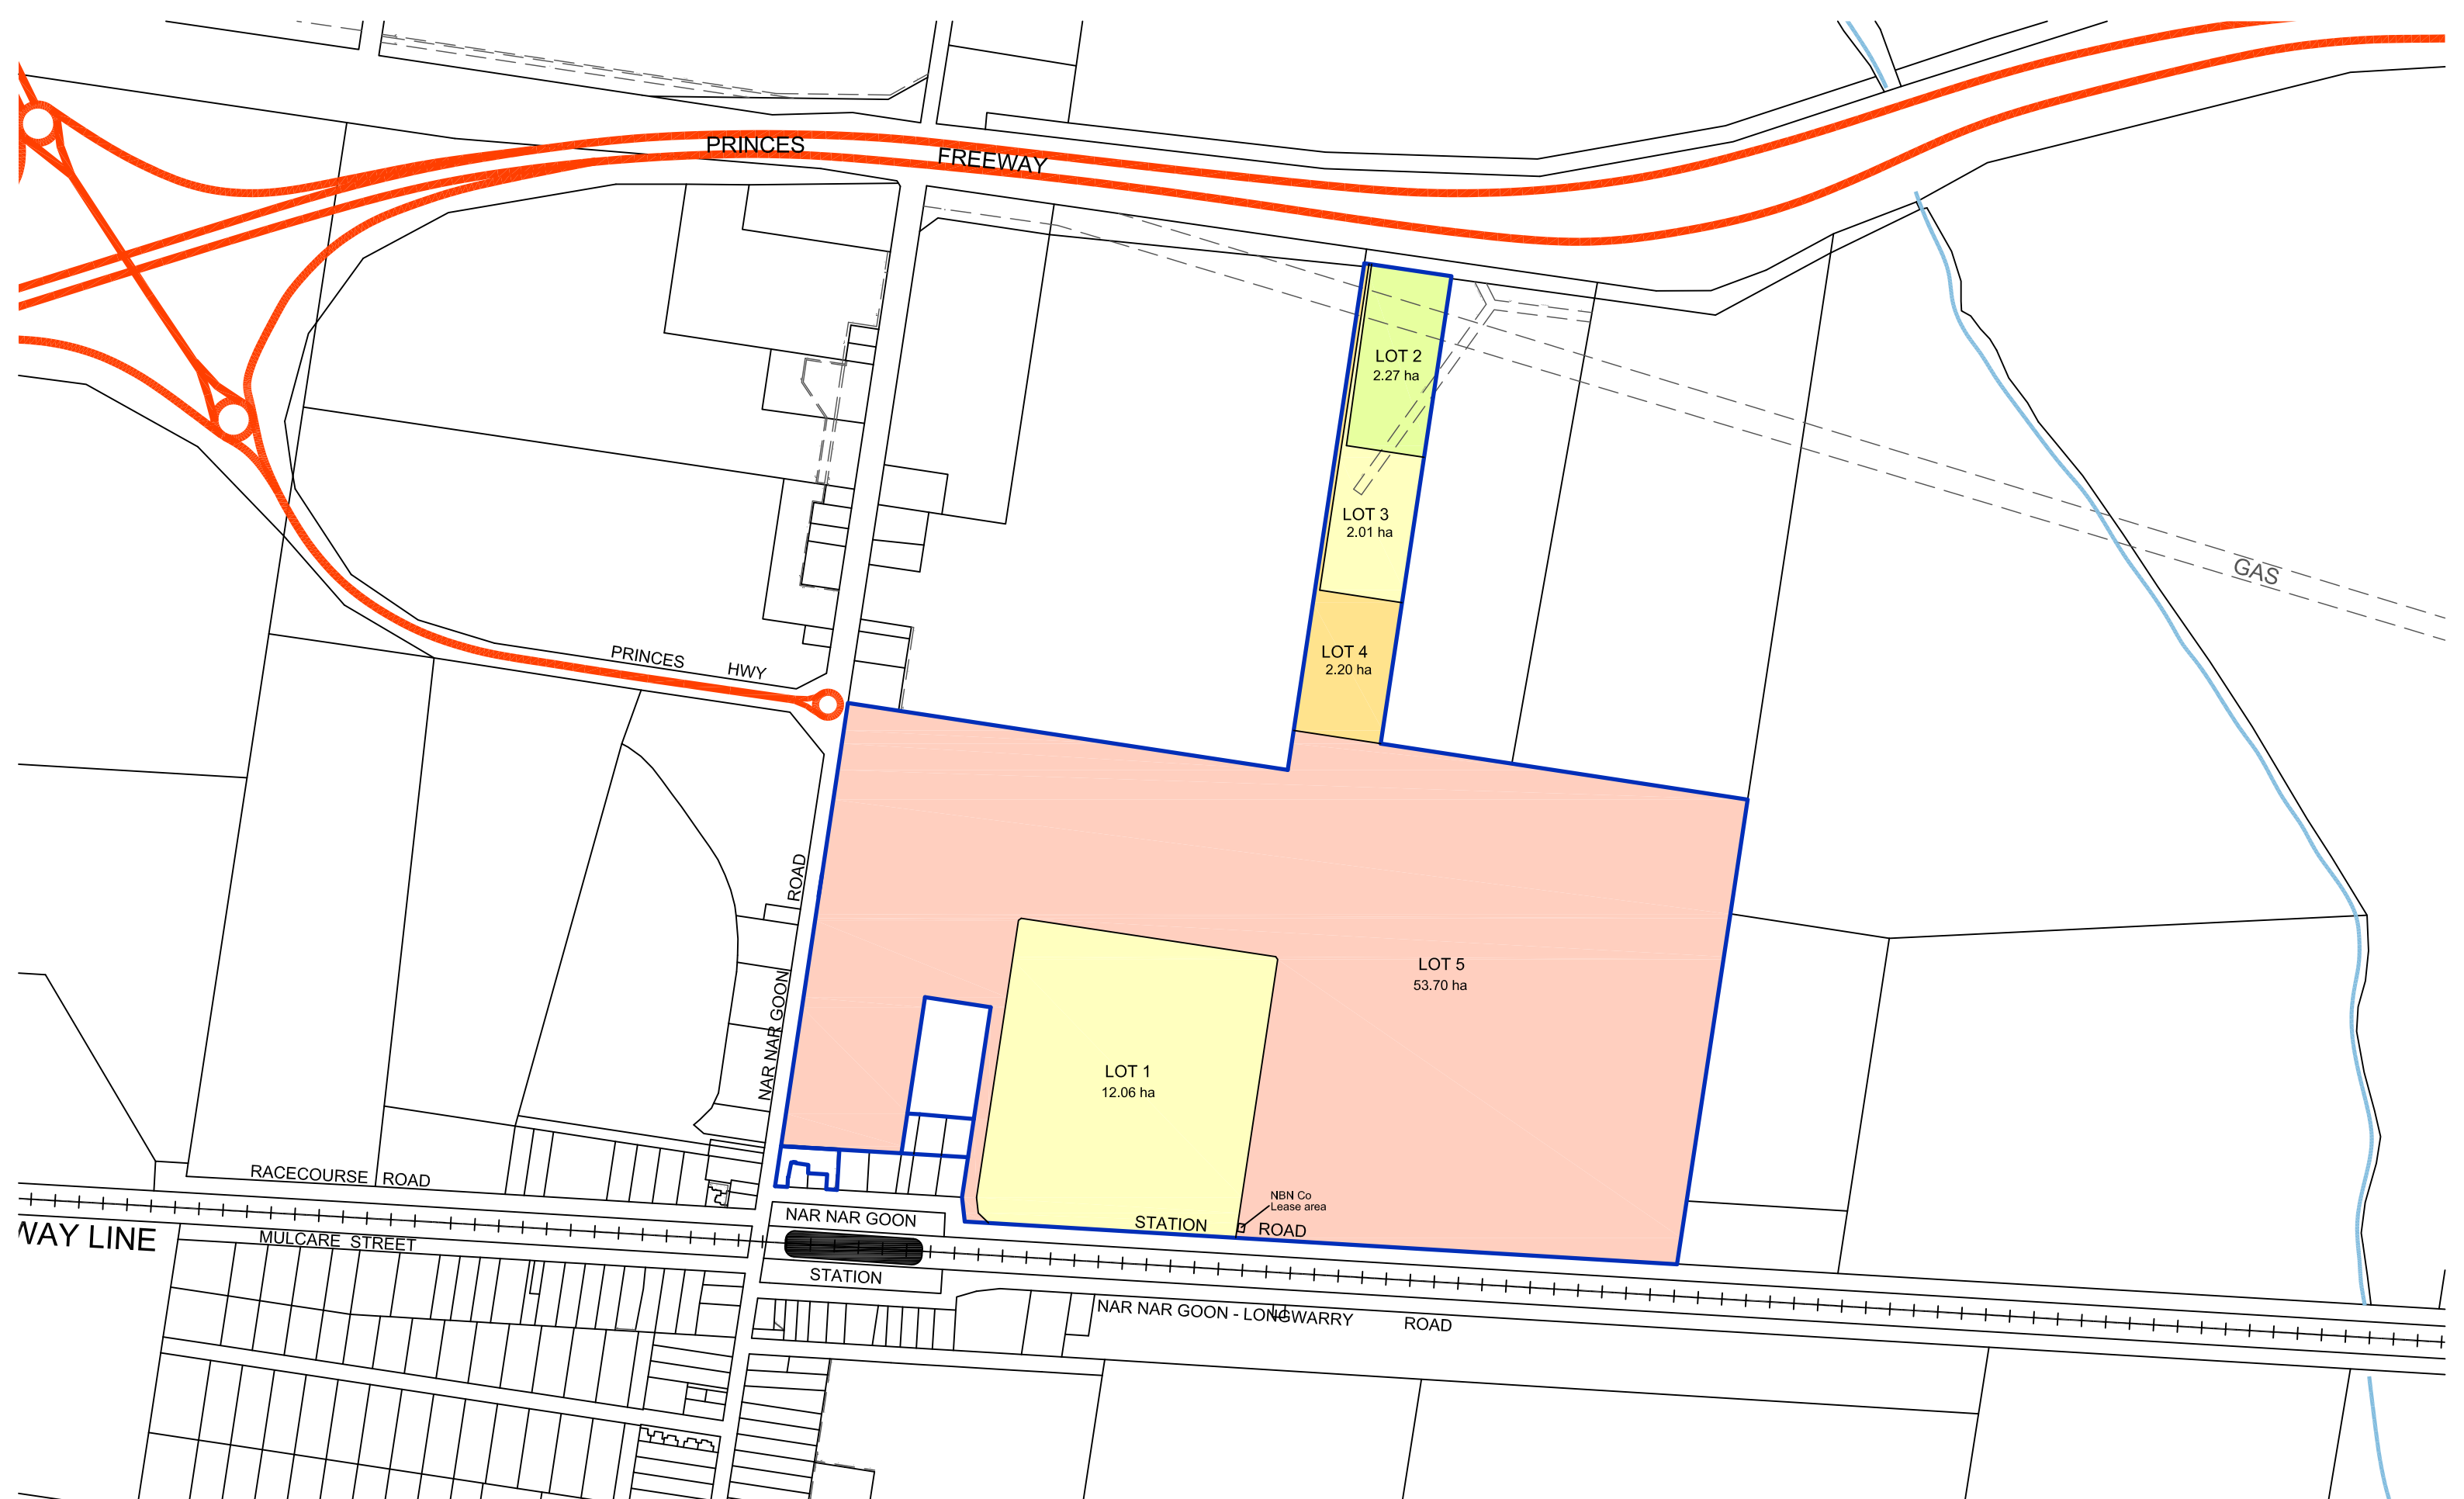 PRINCES
FREEWAY
LOT 2
2.27 ha
LOT 3
2.01 ha
GAS
LOT 4
2.20 ha
PRINCES
HWY
ROAD
NAR NAR GOON
LOT 5
53.70 ha
LOT 1
12.06 ha
RACECOURSE ROAD
NBN Co
Lease area
NAR NAR GOON
STATION
ROAD
WAY LINE
MULCARE STREET
STATION
NAR NAR GOON - LONGWARRY
ROAD